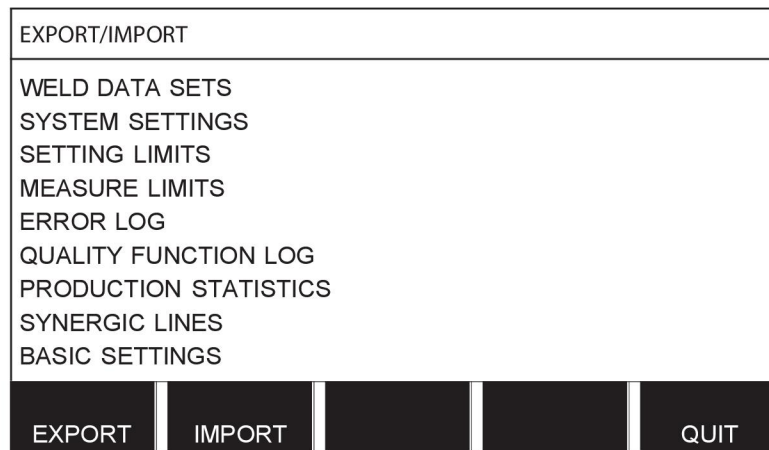 EXPORT/IMPORT
WELD DATA SETS
SYSTEM SETTINGS
SETTING LIMITS
MEASURE LIMITS
ERROR LOG
QUALITY FUNCTION LOG
PRODUCTION STATISTICS
SYNERGIC LINES
BASIC SETTINGS
EXPORT IMPORT QUIT